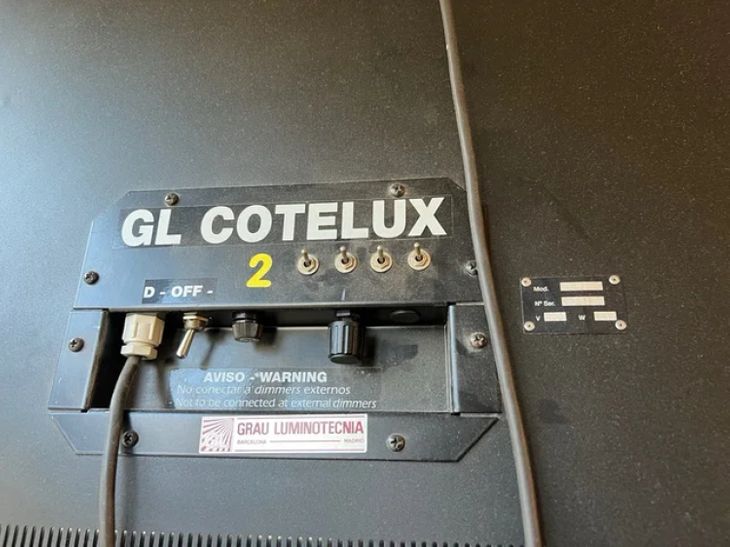 GL COTELUX
2
D - OFF -
AVISO - WARNING
No conectar a dimmers externos
Not to be connected at external dimmers
GRAU LUMINOTECNIA
BARCELONA MADRID
Mod.
Nº Ser.
V W